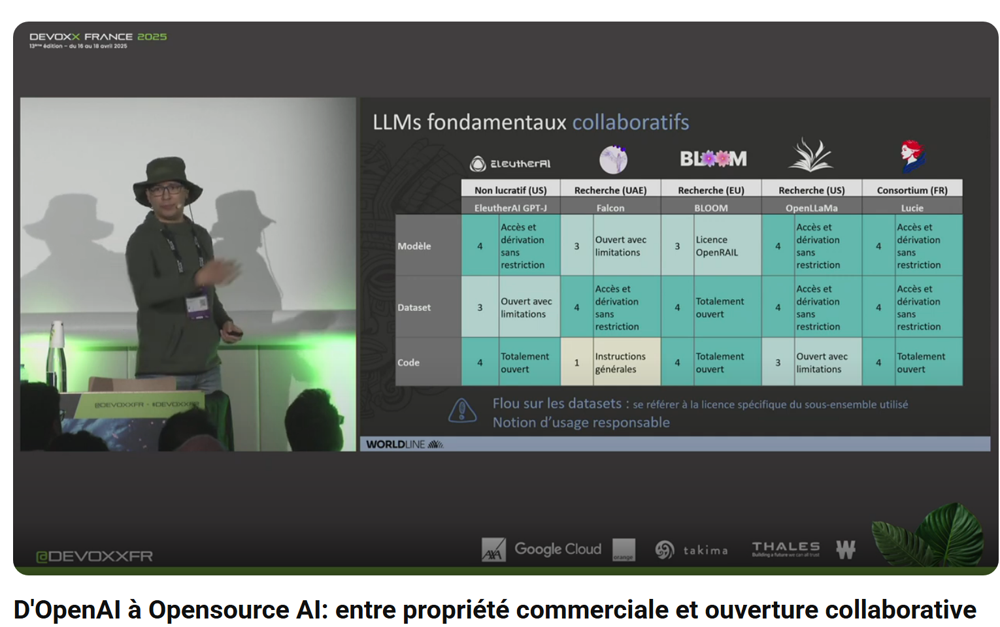 DEVOXX FRANCE 2025
13ème édition – du 16 au 18 avril 2025
LLMs fondamentaux collaboratifs
ELEUTHERAI
BLOOM
Non lucratif (US) Recherche (UAE) Recherche (EU) Recherche (US) Consortium (FR)
EleutherAI GPT-J Falcon BLOOM OpenLLaMa Lucie
Modèle
4
Accès et
dérivation
sans
restriction
3
Ouvert avec
limitations
3
Licence
OpenRAIL
4
Accès et
dérivation
sans
restriction
4
Accès et
dérivation
sans
restriction
Dataset
3
Ouvert avec
limitations
4
Accès et
dérivation
sans
restriction
4
Totalement
ouvert
4
Accès et
dérivation
sans
restriction
4
Accès et
dérivation
sans
restriction
Code
4
Totalement
ouvert
1
Instructions
générales
4
Totalement
ouvert
3
Ouvert avec
limitations
4
Totalement
ouvert
Flou sur les datasets : se référer à la licence spécifique du sous-ensemble utilisé
Notion d'usage responsable
WORLDLINE
@DEVOXXFR - #DEVOXXFR
@DEVOXXFR
AXA
Google Cloud
orange
takima
THALES
Building a future we can all trust
W
D'OpenAI à Opensource AI: entre propriété commerciale et ouverture collaborative